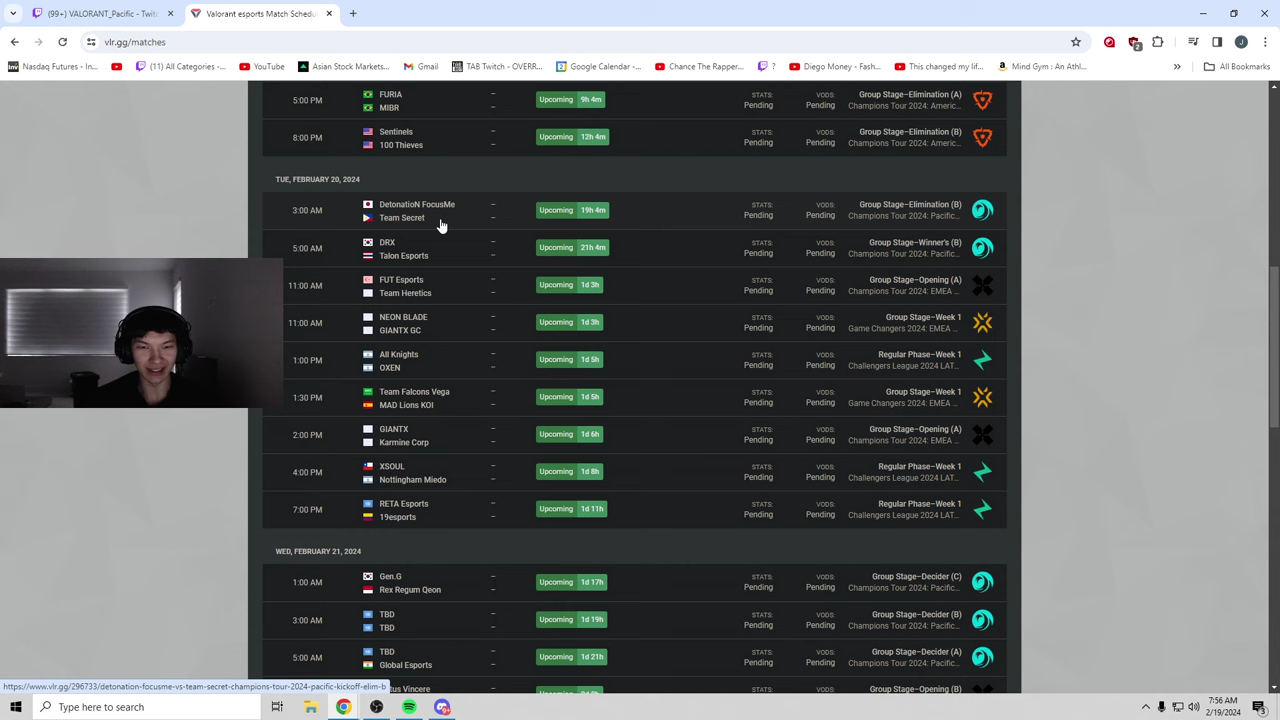 (99+) VALORANT_Pacific - Twitc
Valorant esports Match Schedu
vlr.gg/matches
2
J
Nasdaq Futures - In...
(11) All Categories -...
YouTube
Asian Stock Markets...
Gmail
TAB Twitch - OVERR...
Google Calendar -...
Chance The Rapper...
?
Diego Money - Fash...
This changed my life!
Mind Gym : An Athl...
»
All Bookmarks
5:00 PM FURIA – Upcoming 9h 4m STATS: VODS: Group Stage–Elimination (A)
MIBR – Pending Pending Champions Tour 2024: Americ...
8:00 PM Sentinels – Upcoming 12h 4m STATS: VODS: Group Stage–Elimination (B)
100 Thieves – Pending Pending Champions Tour 2024: Americ...
TUE, FEBRUARY 20, 2024
3:00 AM DetonatioN FocusMe – Upcoming 19h 4m STATS: VODS: Group Stage–Elimination (B)
Team Secret – Pending Pending Champions Tour 2024: Pacific...
5:00 AM DRX – Upcoming 21h 4m STATS: VODS: Group Stage–Winner's (B)
Talon Esports – Pending Pending Champions Tour 2024: Pacific...
11:00 AM FUT Esports – Upcoming 1d 3h STATS: VODS: Group Stage–Opening (A)
Team Heretics – Pending Pending Champions Tour 2024: EMEA ...
11:00 AM NEON BLADE – Upcoming 1d 3h STATS: VODS: Group Stage–Week 1
GIANTX GC – Pending Pending Game Changers 2024: EMEA ...
1:00 PM All Knights – Upcoming 1d 5h STATS: VODS: Regular Phase–Week 1
OXEN – Pending Pending Challengers League 2024 LAT...
1:30 PM Team Falcons Vega – Upcoming 1d 5h STATS: VODS: Group Stage–Week 1
MAD Lions KOI – Pending Pending Game Changers 2024: EMEA ...
2:00 PM GIANTX – Upcoming 1d 6h STATS: VODS: Group Stage–Opening (A)
Karmine Corp – Pending Pending Champions Tour 2024: EMEA ...
4:00 PM XSOUL – Upcoming 1d 8h STATS: VODS: Regular Phase–Week 1
Nottingham Miedo – Pending Pending Challengers League 2024 LAT...
7:00 PM RETA Esports – Upcoming 1d 11h STATS: VODS: Regular Phase–Week 1
19esports – Pending Pending Challengers League 2024 LAT...
WED, FEBRUARY 21, 2024
1:00 AM Gen.G – Upcoming 1d 17h STATS: VODS: Group Stage–Decider (C)
Rex Regum Qeon – Pending Pending Champions Tour 2024: Pacific...
3:00 AM TBD – Upcoming 1d 19h STATS: VODS: Group Stage–Decider (B)
TBD – Pending Pending Champions Tour 2024: Pacific...
5:00 AM TBD – Upcoming 1d 21h STATS: VODS: Group Stage–Decider (A)
Global Esports – Pending Pending Champions Tour 2024: Pacific...
Vincere – Upcoming STATS: VODS: Group Stage–Opening (B)
https://www.vlr.gg/296733/detonation-focusme-vs-team-secret-champions-tour-2024-pacific-kickoff-elim-b
Type here to search
7:56 AM
2/19/2024
3